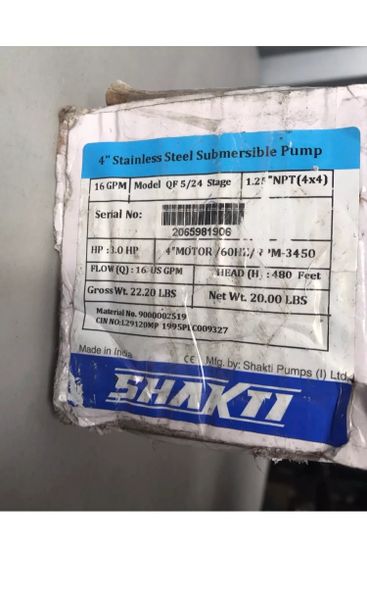 4" Stainless Steel Submersible Pump
16 GPM Model QF 5/24 Stage 1.25 "NPT(4x4)
Serial No:
2065981906
HP : 3.0 HP 4"MOTOR /60HZ/ PM-3450
FLOW (Q) : 16 US GPM HEAD (H) : 480 Feet
Gross Wt. 22.20 LBS Net Wt. 20.00 LBS
Material No. 9000002519
CIN NO: L29120MP 1995PLC009327
Made in India CE Mfg. by: Shakti Pumps (I) Ltd.
SHAKTI